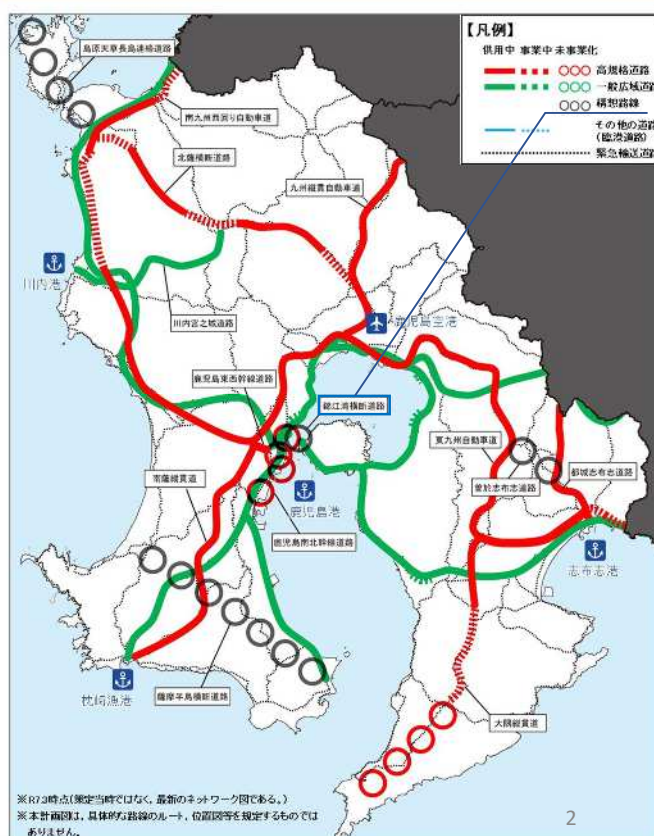 【凡例】
供用中 事業中 未事業化
高規格道路
一般広域道路
構想路線
その他の道路
(臨港道路)
緊急輸送道路
島原天草長島連絡道路
南九州西回り自動車道
北薩横断道路
九州縦貫自動車道
川内港
川内宮之城道路
鹿児島空港
鹿児島東西幹線道路
錦江湾横断道路
東九州自動車道
都城志布志道路
曽於志布志道路
南薩縦貫道
鹿児島港
鹿児島南北幹線道路
志布志港
枕崎漁港
薩摩半島横断道路
大隅縦貫道
※R7.3時点(策定当時ではなく、最新のネットワーク図である。)
※本計画図は、具体的な路線のルート、位置図等を規定するものでは
ありません。
2